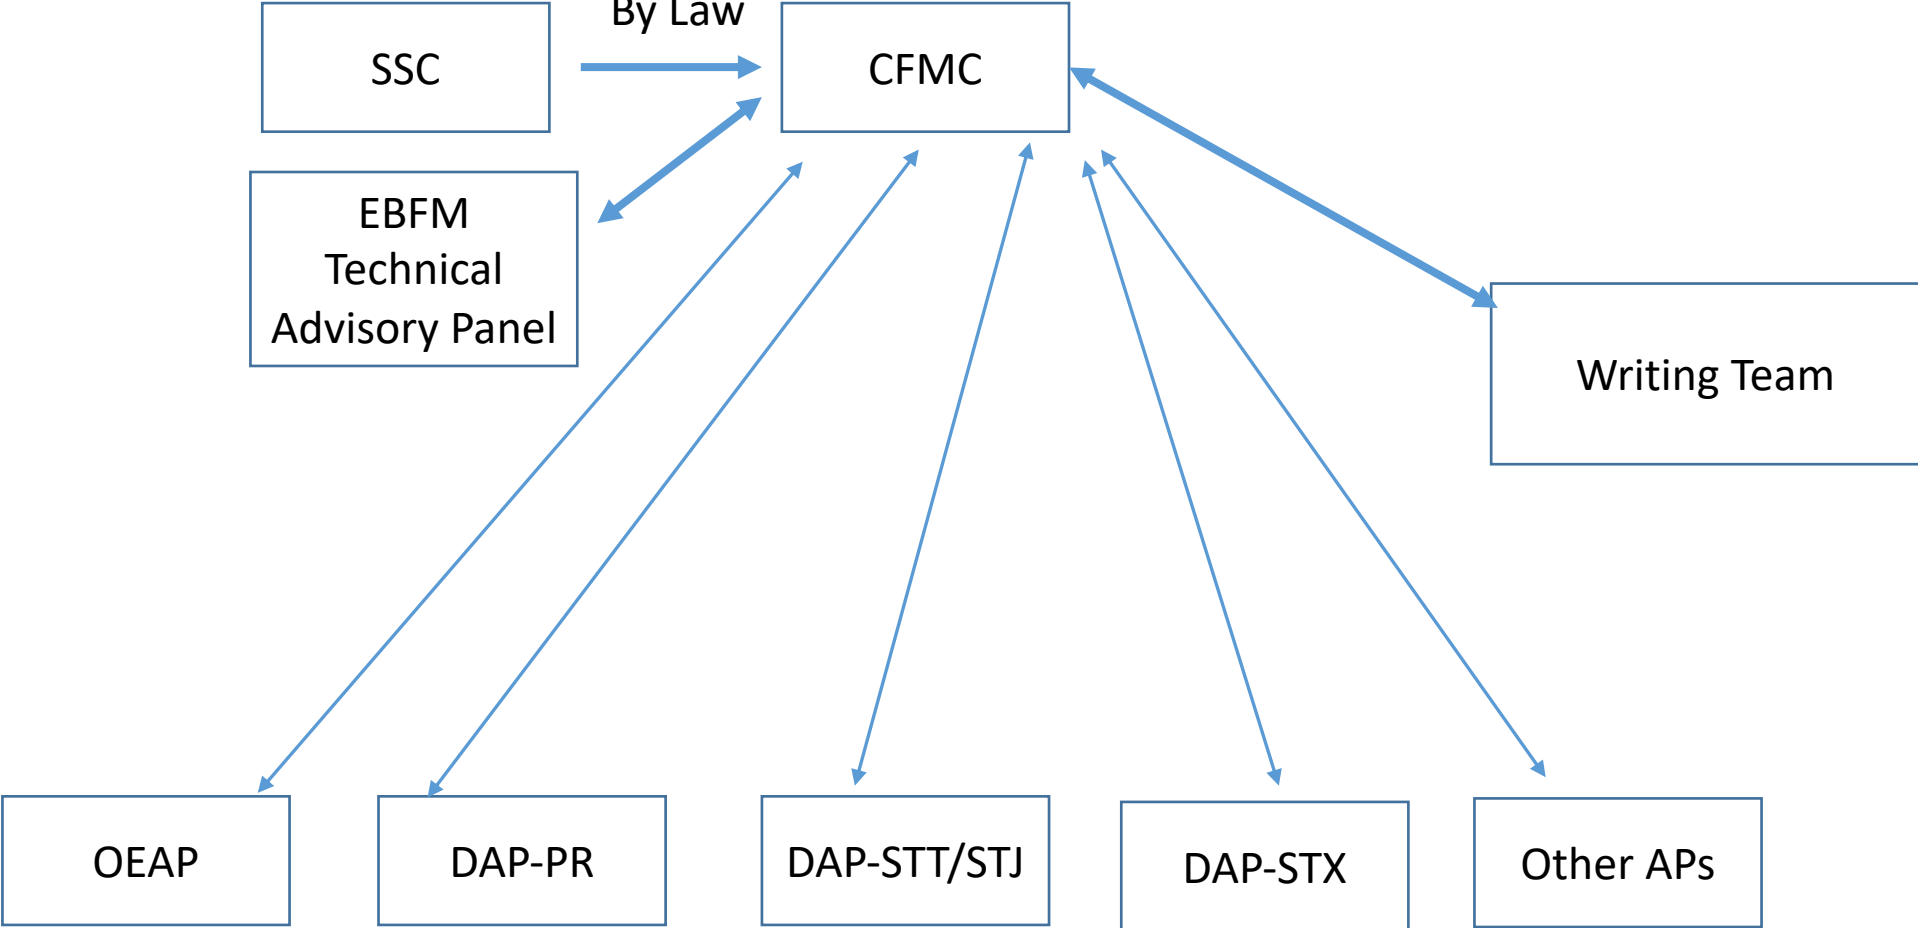 By Law
SSC
CFMC
EBFM
Technical
Advisory Panel
Writing Team
OEAP
DAP-PR
DAP-STT/STJ
DAP-STX
Other APs